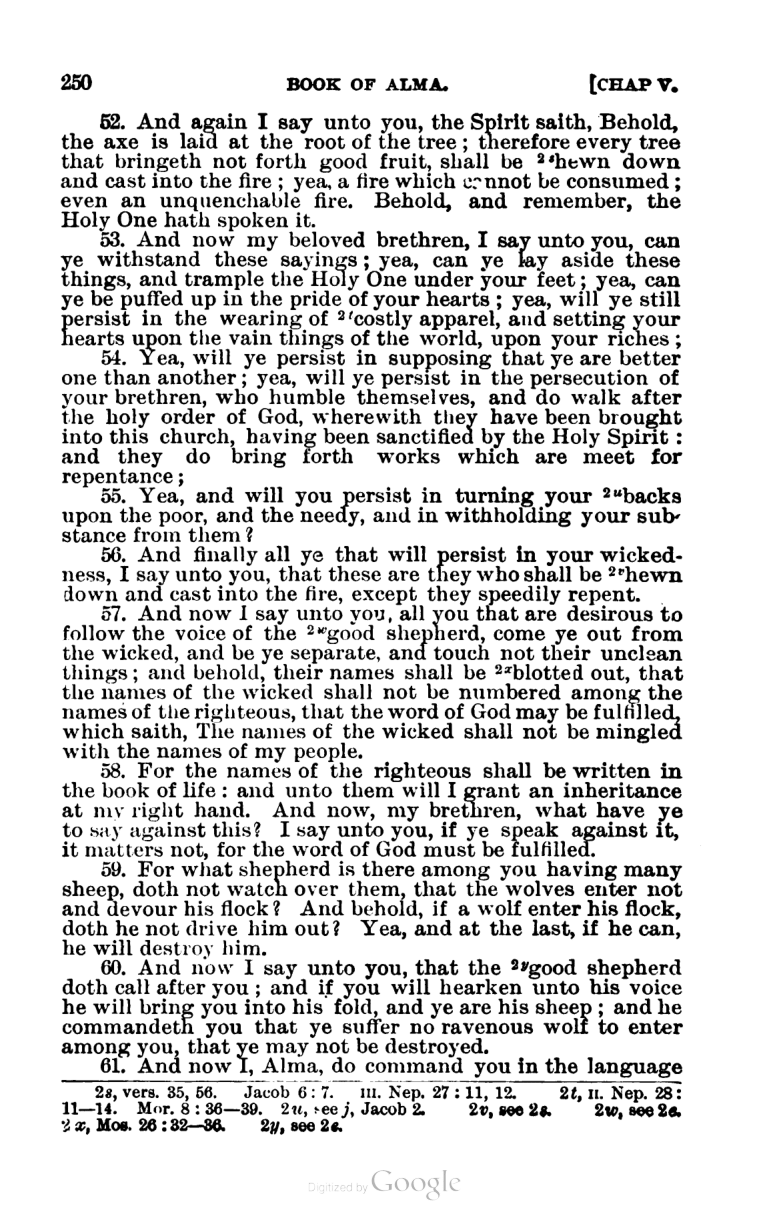 250 BOOK OF ALMA. [CHAP V.
52. And again I say unto you, the Spirit saith, Behold,
the axe is laid at the root of the tree; therefore every tree
that bringeth not forth good fruit, shall be ²ˢhewn down
and cast into the fire; yea, a fire which cannot be consumed;
even an unquenchable fire. Behold, and remember, the
Holy One hath spoken it.
53. And now my beloved brethren, I say unto you, can
ye withstand these sayings; yea, can ye lay aside these
things, and trample the Holy One under your feet; yea, can
ye be puffed up in the pride of your hearts; yea, will ye still
persist in the wearing of ²ᵗcostly apparel, and setting your
hearts upon the vain things of the world, upon your riches;
54. Yea, will ye persist in supposing that ye are better
one than another; yea, will ye persist in the persecution of
your brethren, who humble themselves, and do walk after
the holy order of God, wherewith they have been brought
into this church, having been sanctified by the Holy Spirit:
and they do bring forth works which are meet for
repentance;
55. Yea, and will you persist in turning your ²ᵘbacks
upon the poor, and the needy, and in withholding your sub-
stance from them?
56. And finally all ye that will persist in your wicked-
ness, I say unto you, that these are they who shall be ²ᵛhewn
down and cast into the fire, except they speedily repent.
57. And now I say unto you, all you that are desirous to
follow the voice of the ²ʷgood shepherd, come ye out from
the wicked, and be ye separate, and touch not their unclean
things; and behold, their names shall be ²ˣblotted out, that
the names of the wicked shall not be numbered among the
names of the righteous, that the word of God may be fulfilled,
which saith, The names of the wicked shall not be mingled
with the names of my people.
58. For the names of the righteous shall be written in
the book of life: and unto them will I grant an inheritance
at my right hand. And now, my brethren, what have ye
to say against this? I say unto you, if ye speak against it,
it matters not, for the word of God must be fulfilled.
59. For what shepherd is there among you having many
sheep, doth not watch over them, that the wolves enter not
and devour his flock? And behold, if a wolf enter his flock,
doth he not drive him out? Yea, and at the last, if he can,
he will destroy him.
60. And now I say unto you, that the ²ʸgood shepherd
doth call after you; and if you will hearken unto his voice
he will bring you into his fold, and ye are his sheep; and he
commandeth you that ye suffer no ravenous wolf to enter
among you, that ye may not be destroyed.
61. And now I, Alma, do command you in the language
2s, vers. 35, 56. Jacob 6:7. III. Nep. 27:11, 12. 2t, II. Nep. 28:
11—14. Mor. 8:36—39. 2u, see j, Jacob 2. 2v, see 2s. 2w, see 2e.
2x, Mos. 26:32—36. 2y, see 2e.
Digitized by Google